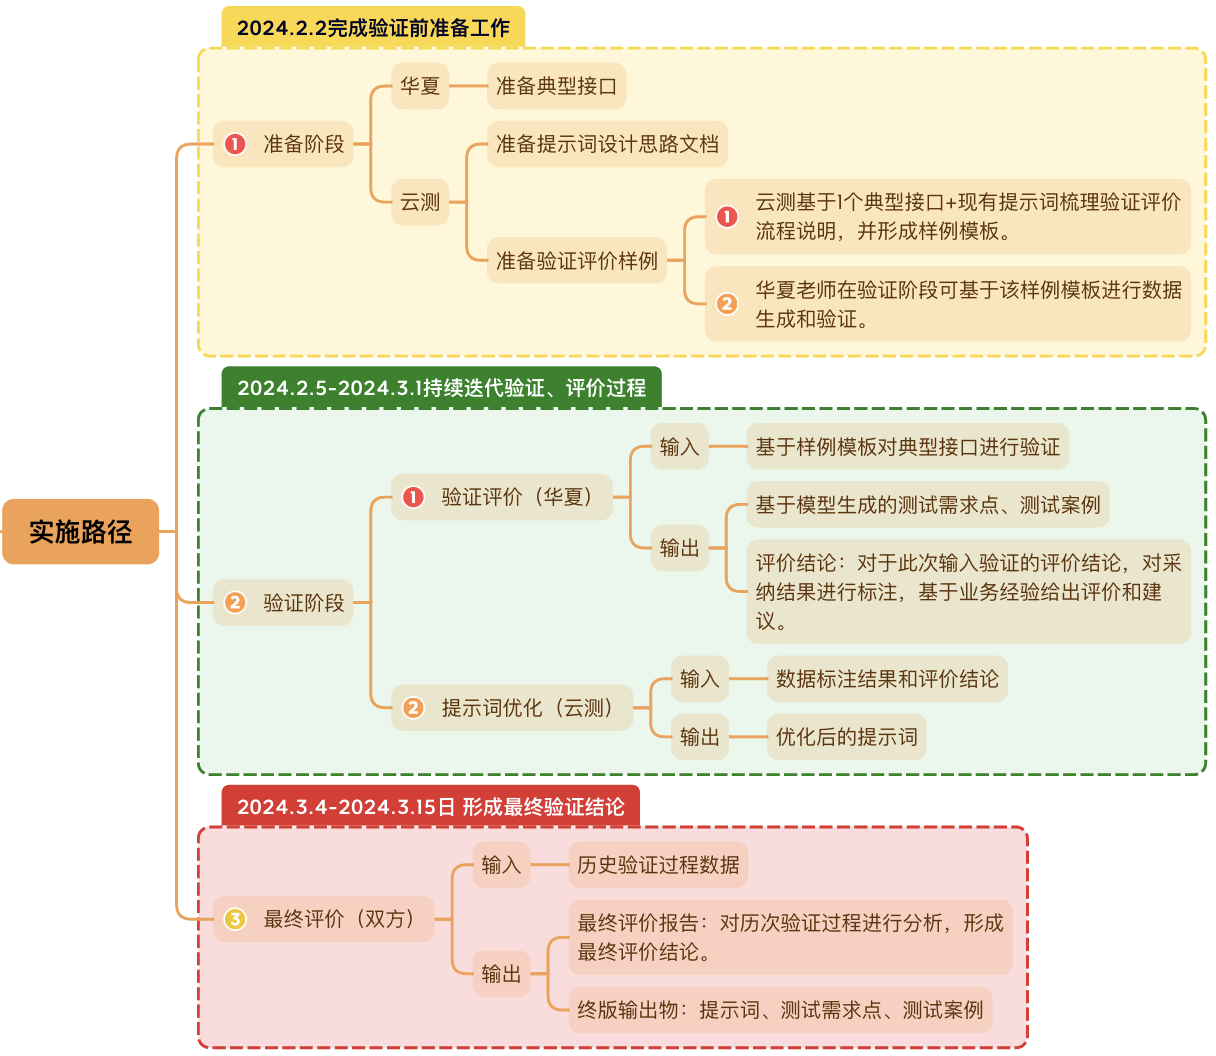 2024.2.2完成验证前准备工作
华夏
准备典型接口
1 准备阶段
准备提示词设计思路文档
云测
云测基于1个典型接口+现有提示词梳理验证评价
1
流程说明，并形成样例模板。
准备验证评价样例
华夏老师在验证阶段可基于该样例模板进行数据
2
生成和验证。
2024.2.5-2024.3.1持续迭代验证、评价过程
输入
基于样例模板对典型接口进行验证
1 验证评价（华夏）
基于模型生成的测试需求点、测试案例
输出
评价结论：对于此次输入验证的评价结论，对采
纳结果进行标注，基于业务经验给出评价和建
议。
实施路径
2 验证阶段
输入
数据标注结果和评价结论
2 提示词优化（云测）
输出
优化后的提示词
2024.3.4-2024.3.15日 形成最终验证结论
输入
历史验证过程数据
3 最终评价（双方）
最终评价报告：对历次验证过程进行分析，形成
最终评价结论。
输出
终版输出物：提示词、测试需求点、测试案例